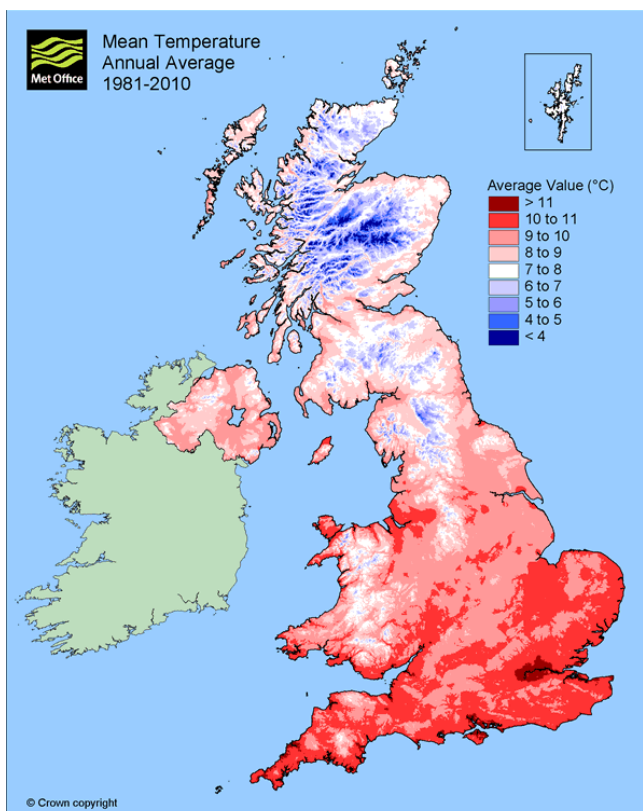 Met Office
Mean Temperature
Annual Average
1981-2010
Average Value (°C)
> 11
10 to 11
9 to 10
8 to 9
7 to 8
6 to 7
5 to 6
4 to 5
< 4
© Crown copyright